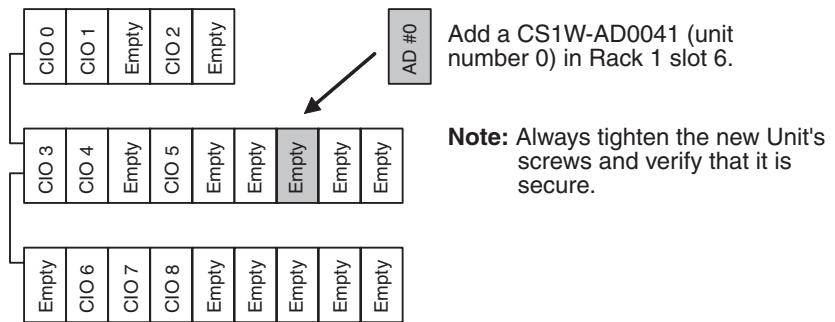 CIO 0
CIO 1
Empty
CIO 2
Empty
AD #0
Add a CS1W-AD0041 (unit
number 0) in Rack 1 slot 6.
CIO 3
CIO 4
Empty
CIO 5
Empty
Empty
Empty
Empty
Empty
Note: Always tighten the new Unit's
screws and verify that it is
secure.
Empty
CIO 6
CIO 7
CIO 8
Empty
Empty
Empty
Empty
Empty